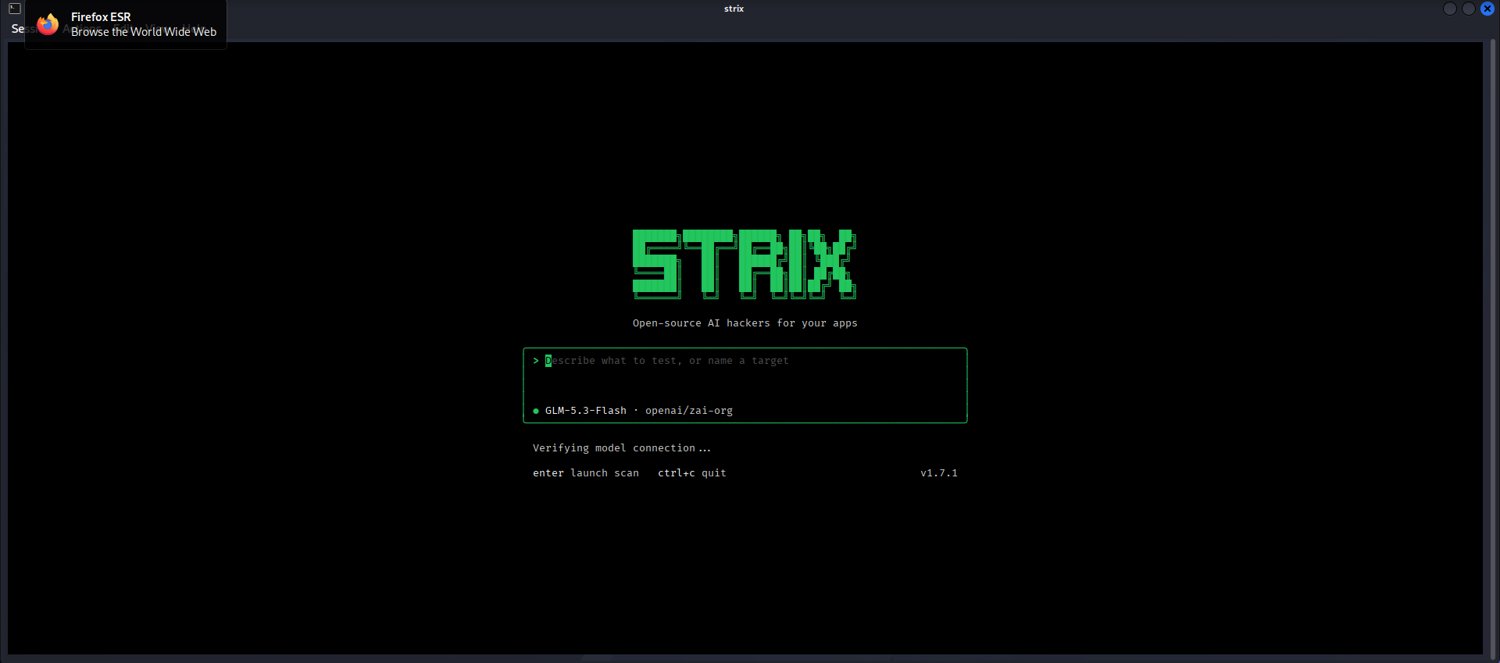 strix
Firefox ESR
Browse the World Wide Web
STRIX
Open-source AI hackers for your apps
> Describe what to test, or name a target
● GLM-5.3-Flash · openai/zai-org
Verifying model connection...
enter launch scan ctrl+c quit v1.7.1